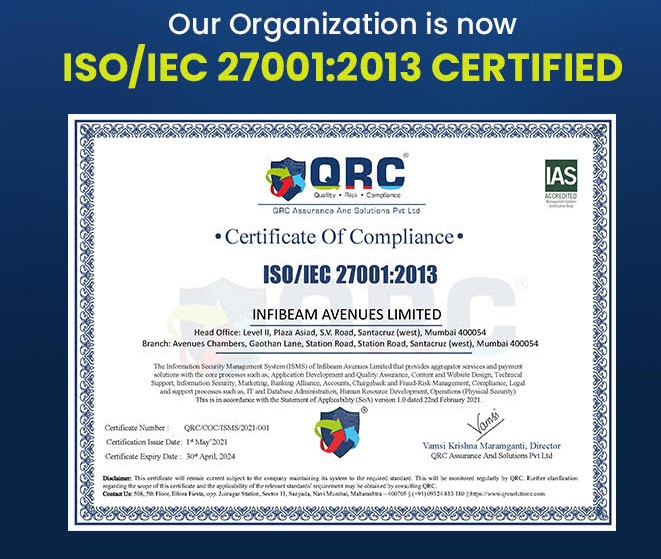 Our Organization is now
ISO/IEC 27001:2013 CERTIFIED
QRC®
Quality • Risk • Compliance
QRC Assurance And Solutions Pvt Ltd
IAS
ACCREDITED
Management Systems
Certification Body
• Certificate Of Compliance •
ISO/IEC 27001:2013
INFIBEAM AVENUES LIMITED
Head Office: Level II, Plaza Asiad, S.V. Road, Santacruz (west), Mumbai 400054
Branch: Avenues Chambers, Gaothan Lane, Station Road, Station Road, Santacruz (west), Mumbai 400054
The Information Security Management System (ISMS) of Infibeam Avenues Limited that provides aggregator services and payment
solutions with the core processes such as, Application Development and Quality Assurance, Content and Website Design, Technical
Support, Information Security, Marketing, Banking Alliance, Accounts, Chargeback and Fraud-Risk Management, Compliance, Legal
and support processes such as, IT and Database Administration, Human Resource Development, Operations (Physical Security)
This is in accordance with the Statement of Applicability (SoA) version 1.0 dated 22nd February 2021.
Certificate Number : QRC/COC/ISMS/2021/001
Certification Issue Date: 1st May'2021
Certificate Expiry Date : 30th April, 2024
Vamsi
Vamsi Krishna Maramganti, Director
QRC Assurance And Solutions Pvt Ltd
Disclaimer: This certificate will remain current subject to the company maintaining its system to the required standard. This will be monitored regularly by QRC. Further clarification
regarding the scope of this certificate and the applicability of the relevant standards' requirement may be obtained by consulting QRC.
Contact Us: 508, 5th Floor, Ellora Fiesta, opp. Juinagar Station, Sector 11, Sanpada, Navi Mumbai, Maharashtra – 400705 || (+91) 09324 813 180 || https://www.qrcsolutionz.com